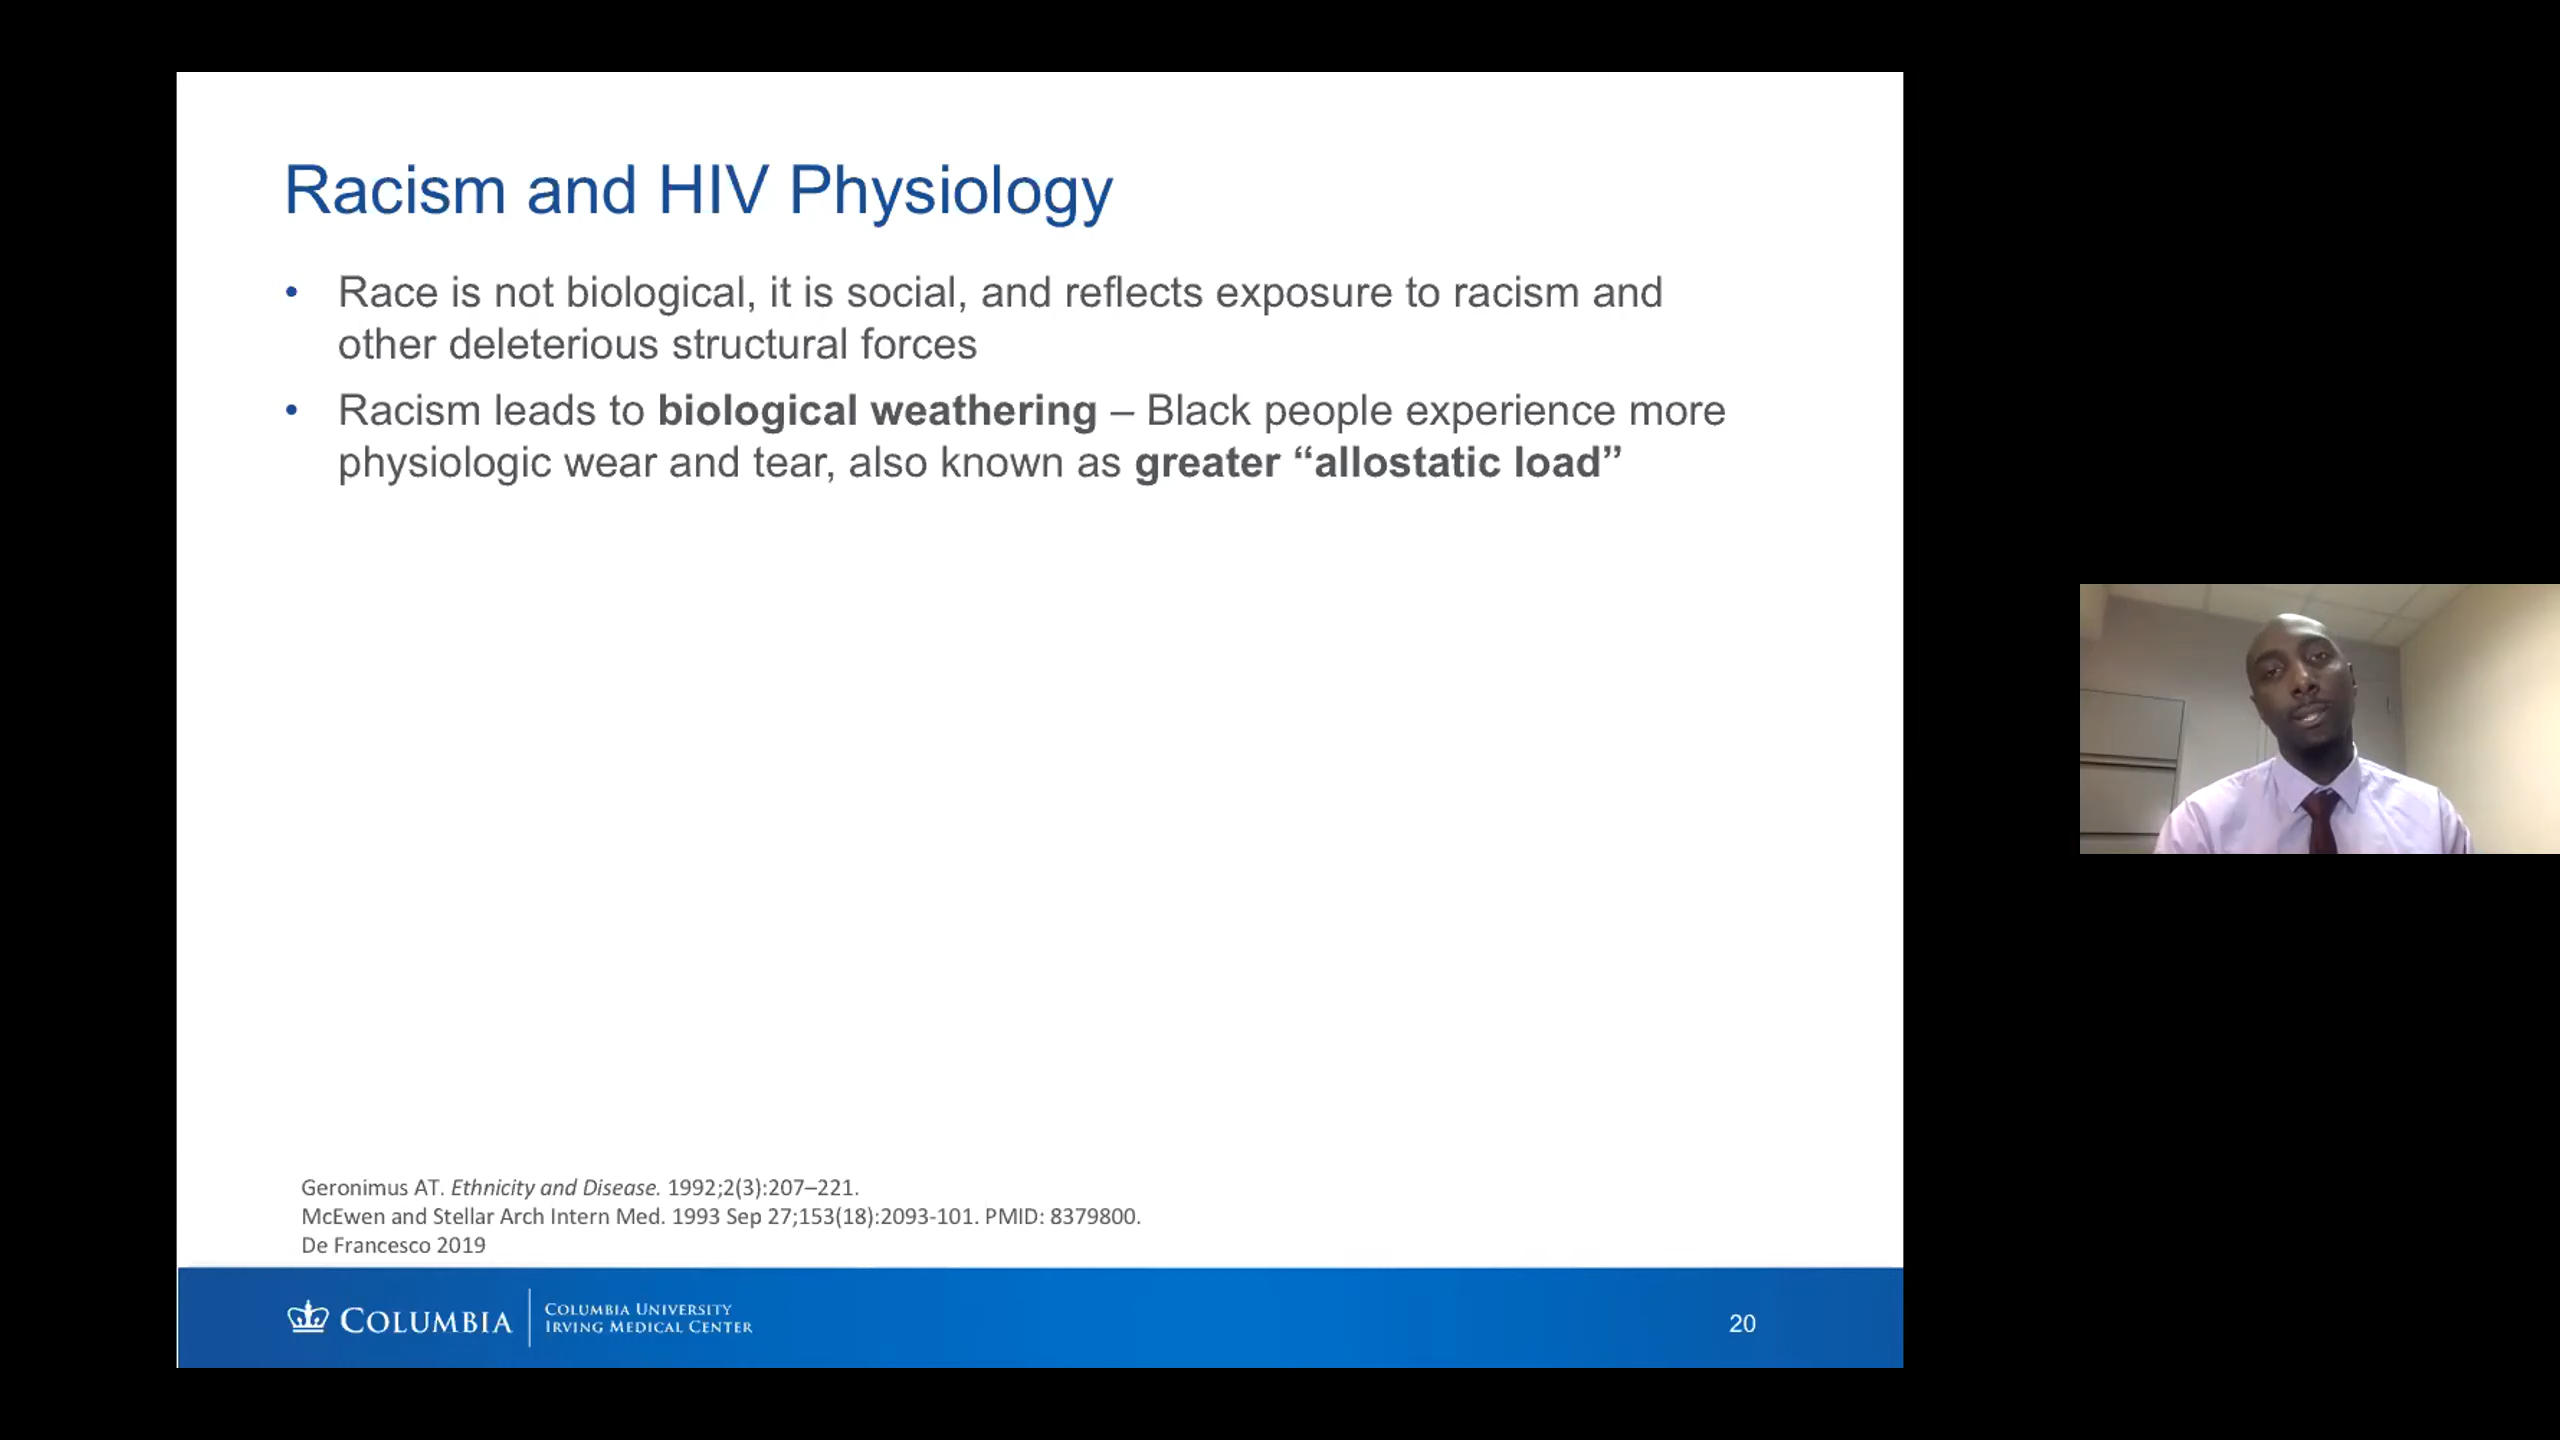 Racism and HIV Physiology
• Race is not biological, it is social, and reflects exposure to racism and
other deleterious structural forces
• Racism leads to biological weathering – Black people experience more
physiologic wear and tear, also known as greater “allostatic load”
Geronimus AT. Ethnicity and Disease. 1992;2(3):207–221.
McEwen and Stellar Arch Intern Med. 1993 Sep 27;153(18):2093-101. PMID: 8379800.
De Francesco 2019
COLUMBIA
COLUMBIA UNIVERSITY
IRVING MEDICAL CENTER
20